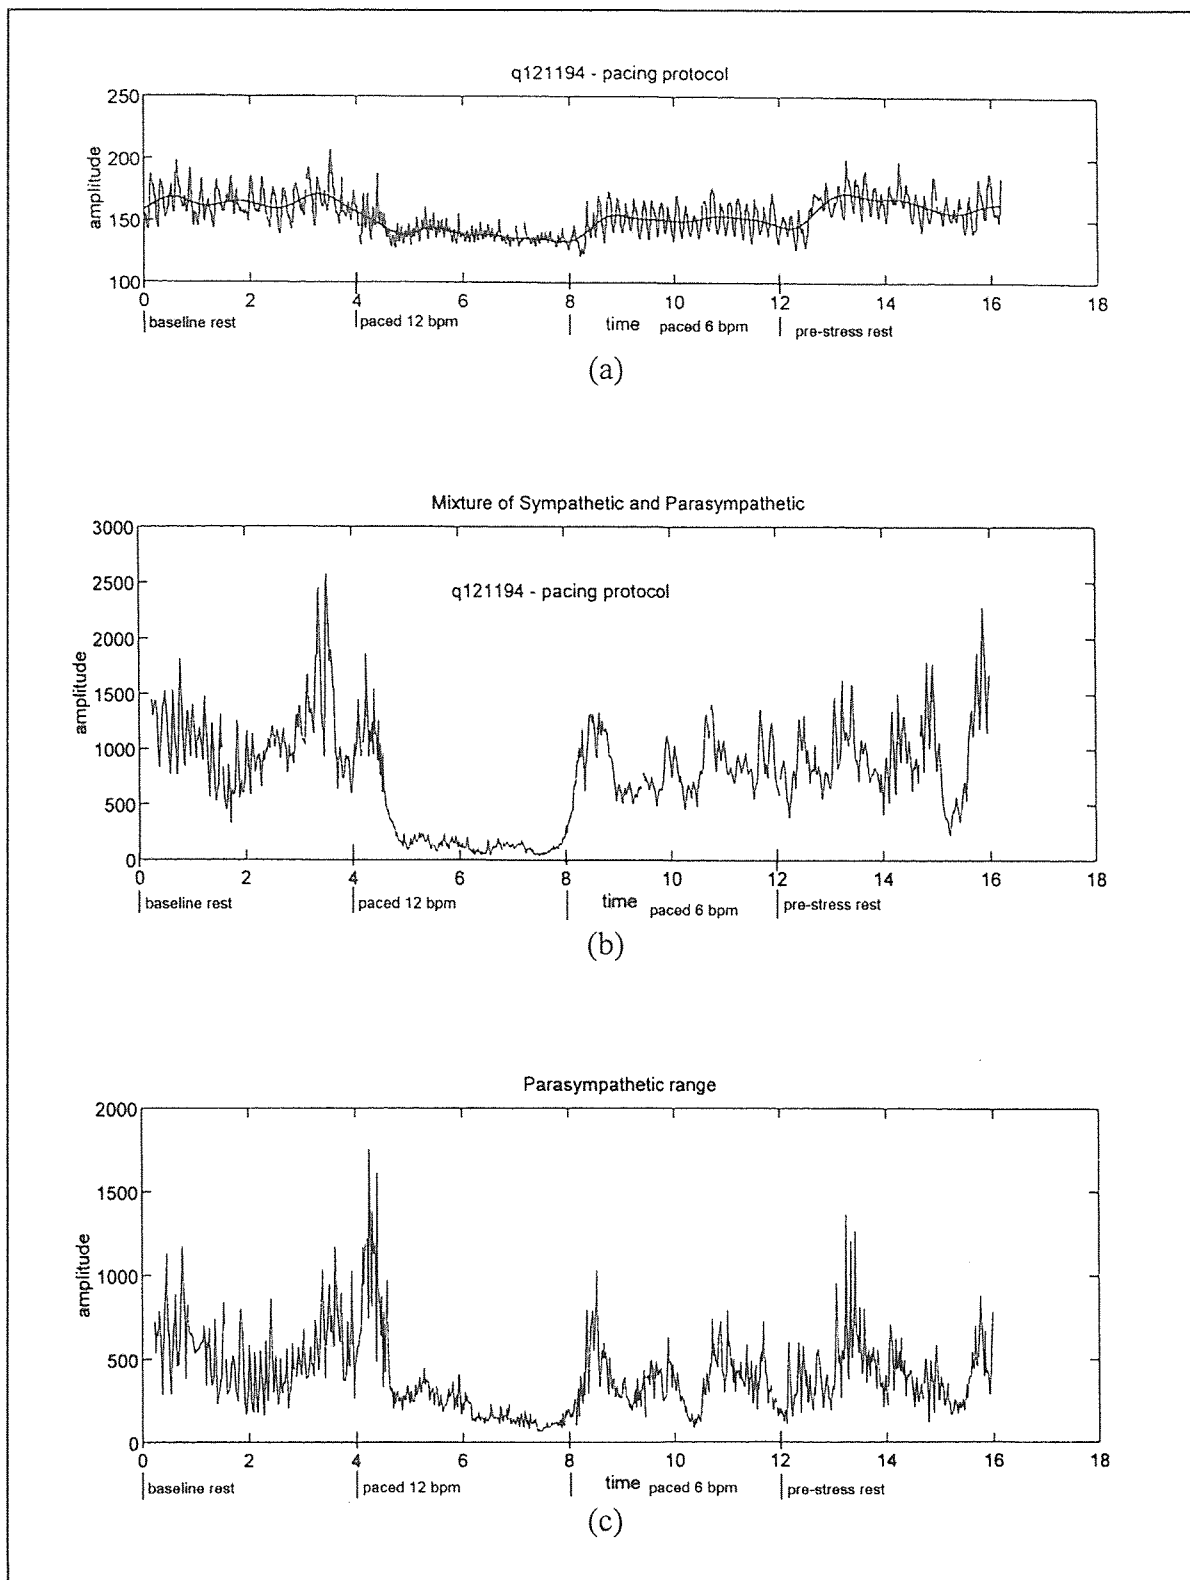 q121194 - pacing protocol
250
200
150
100
amplitude
0 2 4 6 8 10 12 14 16 18
baseline rest paced 12 bpm time paced 6 bpm pre-stress rest
(a)
Mixture of Sympathetic and Parasympathetic
3000
2500
2000
1500
1000
500
0
amplitude
q121194 - pacing protocol
0 2 4 6 8 10 12 14 16 18
baseline rest paced 12 bpm time paced 6 bpm pre-stress rest
(b)
Parasympathetic range
2000
1500
1000
500
0
amplitude
0 2 4 6 8 10 12 14 16 18
baseline rest paced 12 bpm time paced 6 bpm pre-stress rest
(c)